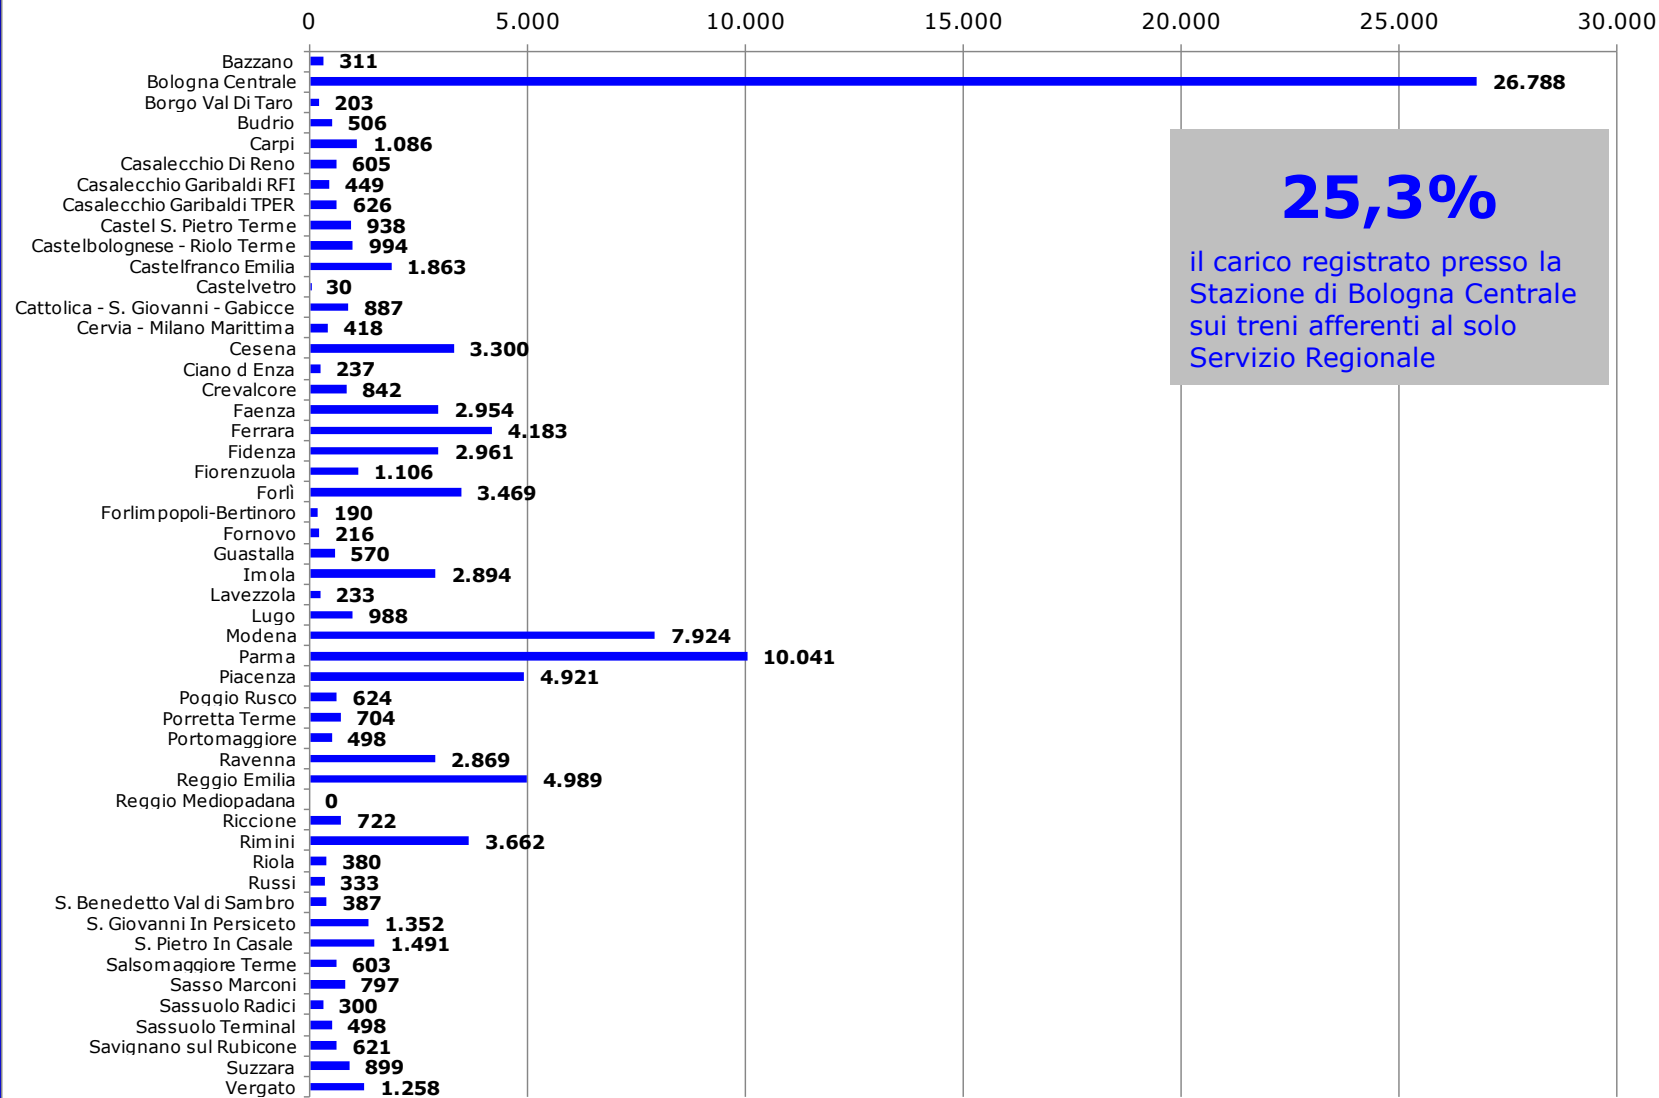 0 5.000 10.000 15.000 20.000 25.000 30.000
Bazzano 311
Bologna Centrale 26.788
Borgo Val Di Taro 203
Budrio 506
Carpi 1.086
Casalecchio Di Reno 605
Casalecchio Garibaldi RFI 449
Casalecchio Garibaldi TPER 626
Castel S. Pietro Terme 938
Castelbolognese - Riolo Terme 994
Castelfranco Emilia 1.863
Castelvetro 30
Cattolica - S. Giovanni - Gabicce 887
Cervia - Milano Marittima 418
Cesena 3.300
Ciano d Enza 237
Crevalcore 842
Faenza 2.954
Ferrara 4.183
Fidenza 2.961
Fiorenzuola 1.106
Forlì 3.469
Forlimpopoli-Bertinoro 190
Fornovo 216
Guastalla 570
Imola 2.894
Lavezzola 233
Lugo 988
Modena 7.924
Parma 10.041
Piacenza 4.921
Poggio Rusco 624
Porretta Terme 704
Portomaggiore 498
Ravenna 2.869
Reggio Emilia 4.989
Reggio Mediopadana 0
Riccione 722
Rimini 3.662
Riola 380
Russi 333
S. Benedetto Val di Sambro 387
S. Giovanni In Persiceto 1.352
S. Pietro In Casale 1.491
Salsomaggiore Terme 603
Sasso Marconi 797
Sassuolo Radici 300
Sassuolo Terminal 498
Savignano sul Rubicone 621
Suzzara 899
Vergato 1.258
25,3%
il carico registrato presso la
Stazione di Bologna Centrale
sui treni afferenti al solo
Servizio Regionale